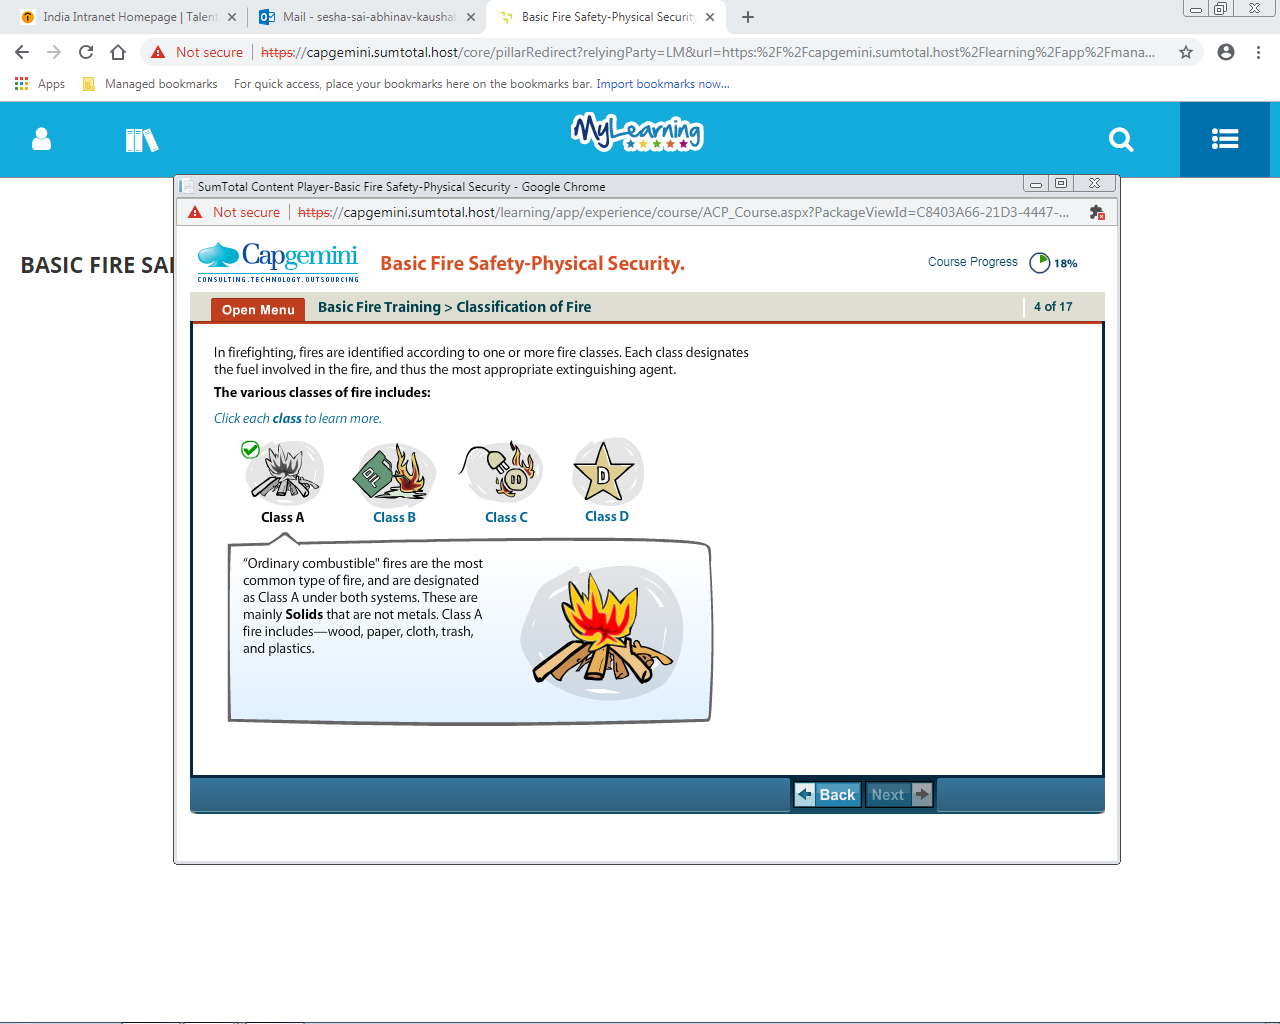 India Intranet Homepage | Talen
Mail - sesha-sai-abhinav-kaushal
Basic Fire Safety-Physical Security
Not secure
https://capgemini.sumtotal.host/core/pillarRedirect?relyingParty=LM&url=https:%2F%2Fcapgemini.sumtotal.host%2Flearning%2Fapp%2Fmana...
Apps
Managed bookmarks
For quick access, place your bookmarks here on the bookmarks bar. Import bookmarks now...
MyLearning
SumTotal Content Player-Basic Fire Safety-Physical Security - Google Chrome
Not secure
https://capgemini.sumtotal.host/learning/app/experience/course/ACP_Course.aspx?PackageViewId=C8403A66-21D3-4447-...
BASIC FIRE SA
Capgemini
CONSULTING.TECHNOLOGY.OUTSOURCING
Basic Fire Safety-Physical Security.
Course Progress
18%
Open Menu
Basic Fire Training > Classification of Fire
4 of 17
In firefighting, fires are identified according to one or more fire classes. Each class designates
the fuel involved in the fire, and thus the most appropriate extinguishing agent.
The various classes of fire includes:
Click each class to learn more.
OIL
D
Class A
Class B
Class C
Class D
“Ordinary combustible" fires are the most
common type of fire, and are designated
as Class A under both systems. These are
mainly Solids that are not metals. Class A
fire includes—wood, paper, cloth, trash,
and plastics.
Back
Next